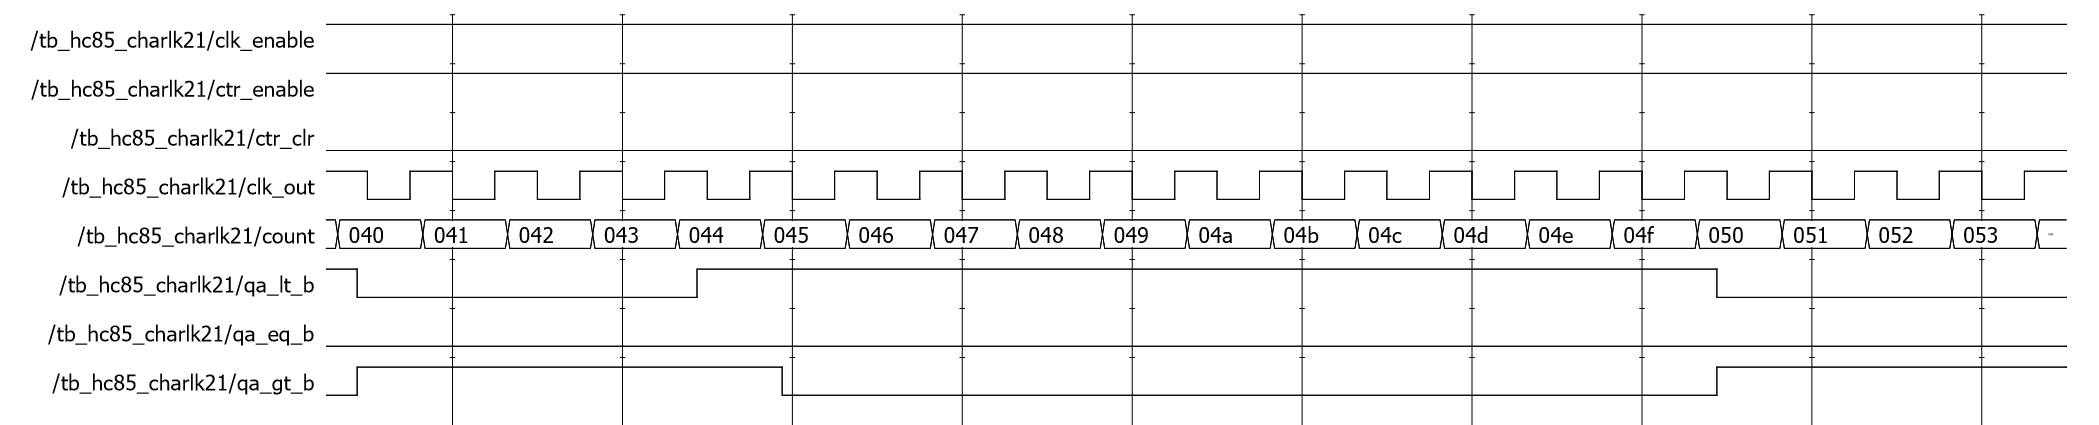 /tb_hc85_charlk21/clk_enable
/tb_hc85_charlk21/ctr_enable
/tb_hc85_charlk21/ctr_clr
/tb_hc85_charlk21/clk_out
/tb_hc85_charlk21/count 040 041 042 043 044 045 046 047 048 049 04a 04b 04c 04d 04e 04f 050 051 052 053
/tb_hc85_charlk21/qa_lt_b
/tb_hc85_charlk21/qa_eq_b
/tb_hc85_charlk21/qa_gt_b